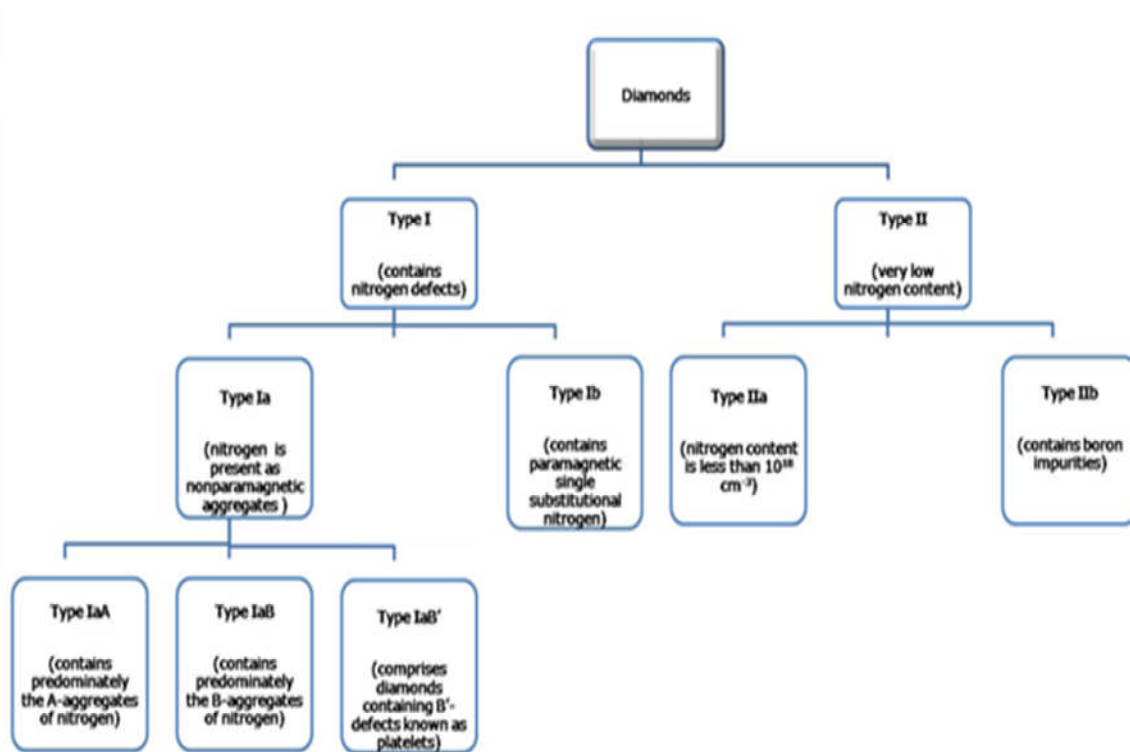 Diamonds
Type I
(contains
nitrogen defects)
Type II
(very low
nitrogen content)
Type Ia
(nitrogen is
present as
nonparamagnetic
aggregates )
Type Ib
(contains
paramagnetic
single
substitutional
nitrogen)
Type IIa
(nitrogen content
is less than 10¹⁸
cm⁻³)
Type IIb
(contains boron
impurities)
Type IaA
(contains
predominately
the A-aggregates
of nitrogen)
Type IaB
(contains
predominately
the B-aggregates
of nitrogen)
Type IaB′
(comprises
diamonds
containing B′-
defects known as
platelets)